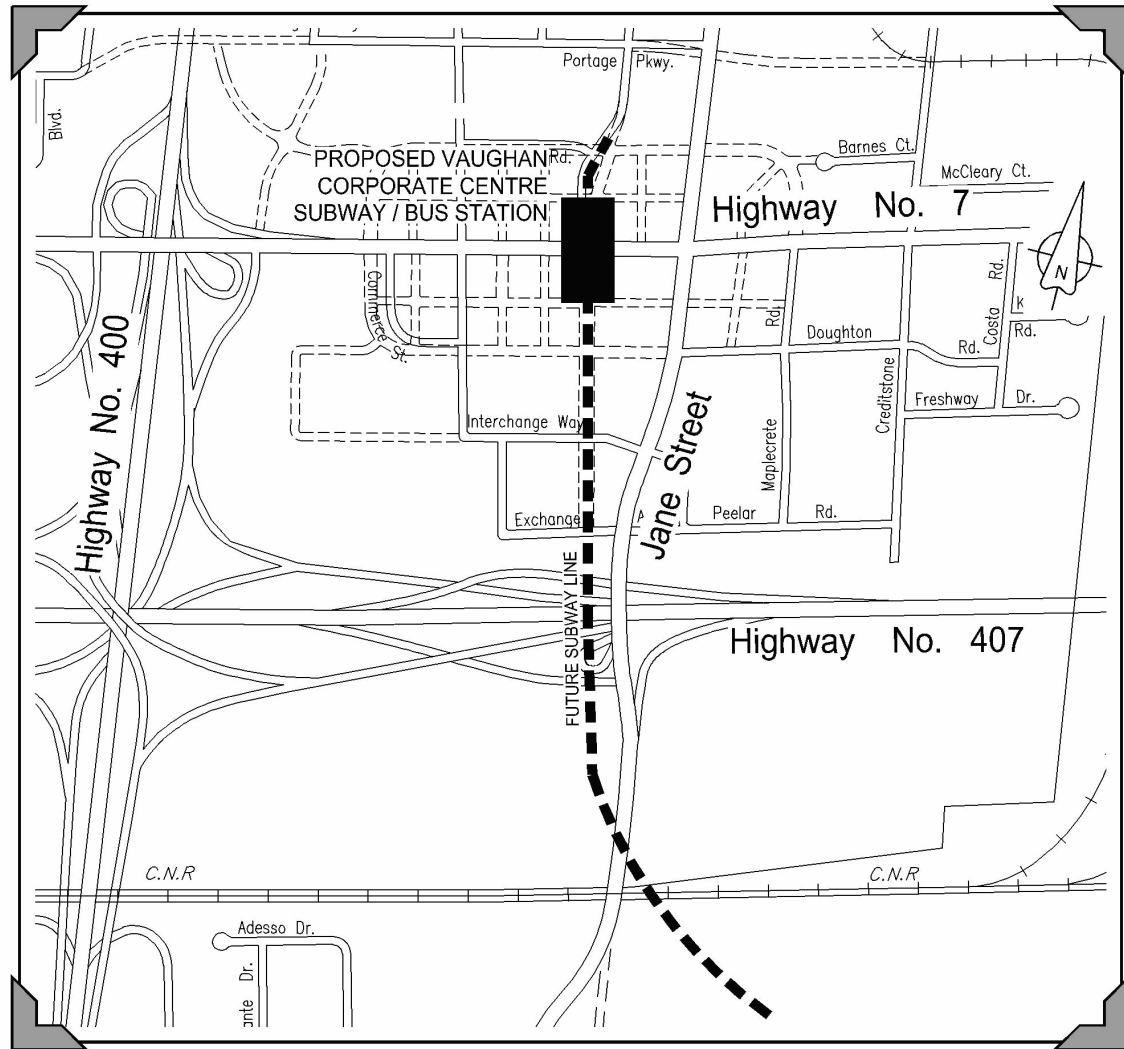 Portage Pkwy.
Blvd.
Barnes Ct.
PROPOSED VAUGHAN
CORPORATE CENTRE
SUBWAY / BUS STATION
Rd.
McCleary Ct.
Highway No. 7
N
Commerce St.
Rd.
Costa Rd.
k
Rd.
Doughton Rd.
Highway No. 400
Creditstone
Freshway Dr.
Interchange Way
Jane Street
Maplecrete
Exchange
Peelar Rd.
FUTURE SUBWAY LINE
Highway No. 407
C.N.R
C.N.R
Adesso Dr.
ante Dr.